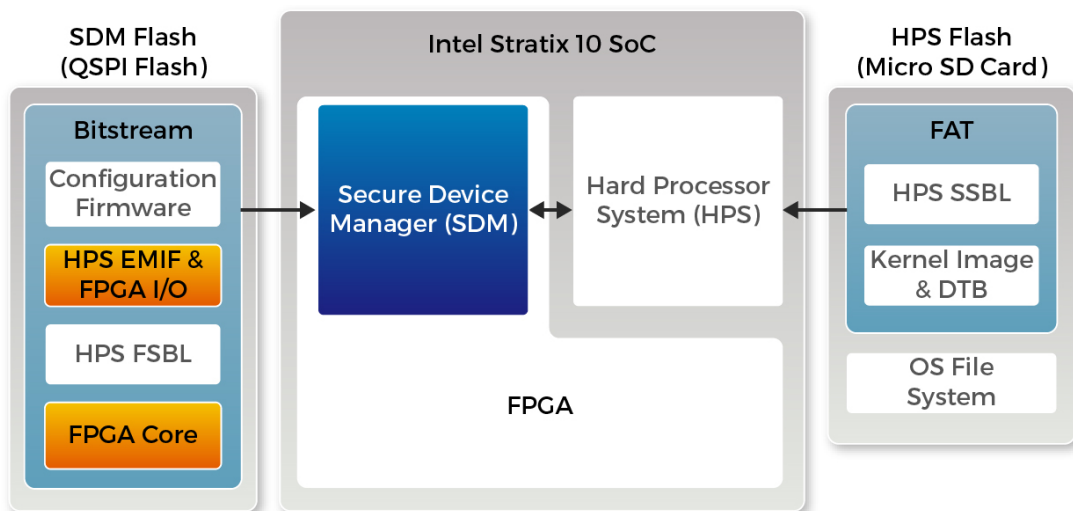 SDM Flash
(QSPI Flash)
Bitstream
Configuration
Firmware
HPS EMIF &
FPGA I/O
HPS FSBL
FPGA Core
Intel Stratix 10 SoC
Secure Device
Manager (SDM)
Hard Processor
System (HPS)
FPGA
HPS Flash
(Micro SD Card)
FAT
HPS SSBL
Kernel Image
& DTB
OS File
System